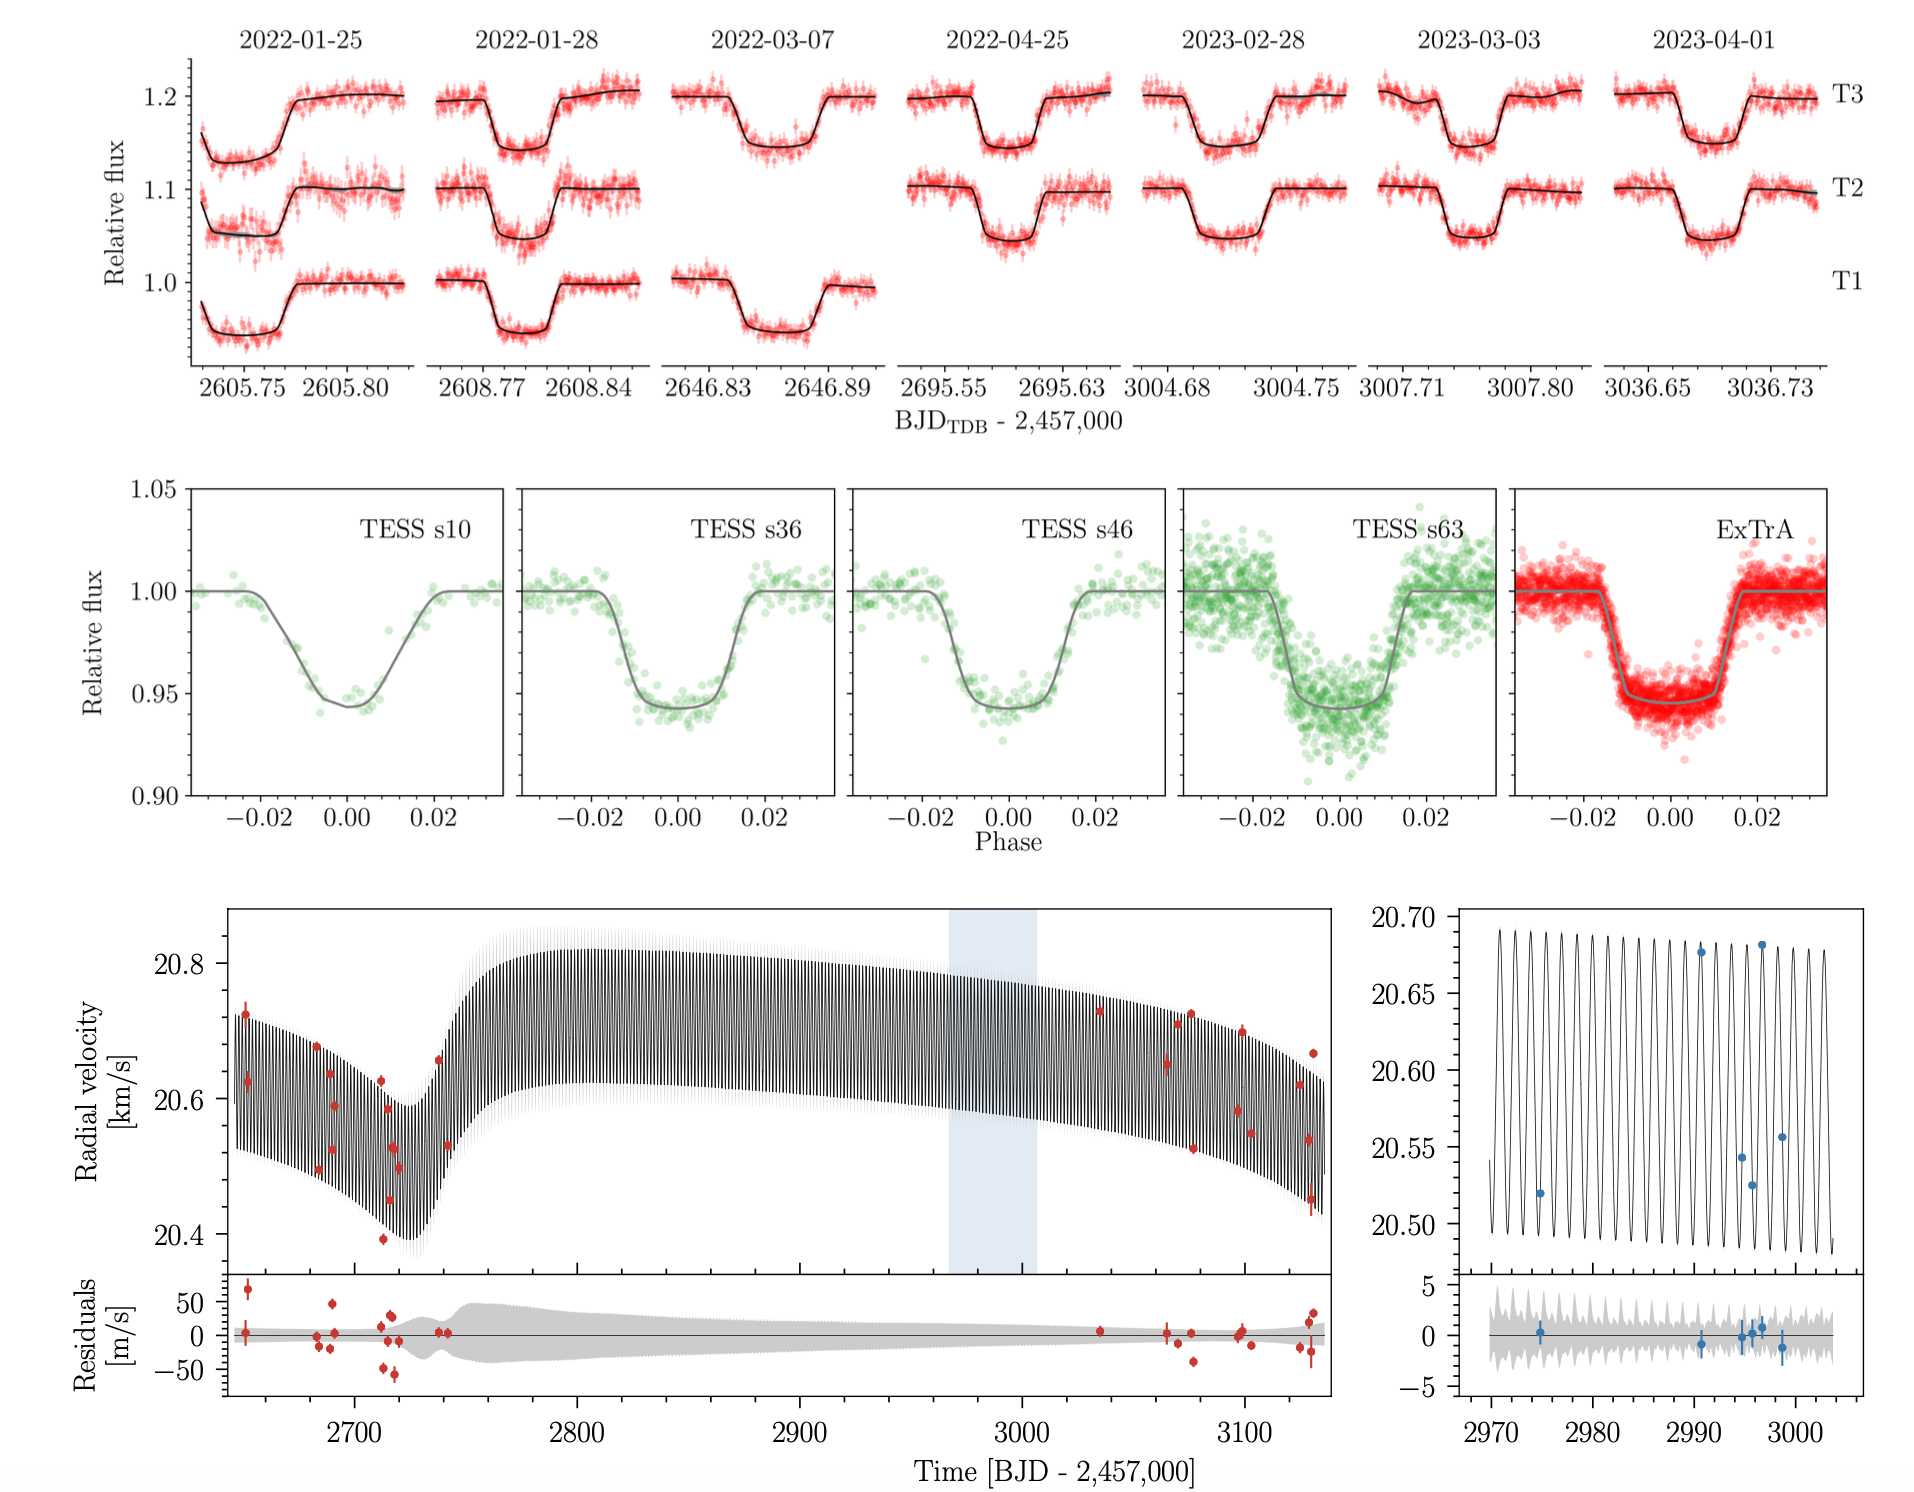 2022-01-25 2022-01-28 2022-03-07 2022-04-25 2023-02-28 2023-03-03 2023-04-01
Relative flux
1.2
1.1
1.0
T3
T2
T1
2605.75 2605.80 2608.77 2608.84 2646.83 2646.89 2695.55 2695.63 3004.68 3004.75 3007.71 3007.80 3036.65 3036.73
BJD_TDB - 2,457,000
Relative flux
1.05
1.00
0.95
0.90
TESS s10 TESS s36 TESS s46 TESS s63 ExTrA
−0.02 0.00 0.02 −0.02 0.00 0.02 −0.02 0.00 0.02 −0.02 0.00 0.02 −0.02 0.00 0.02
Phase
Radial velocity
[km/s]
20.8
20.6
20.4
20.70
20.65
20.60
20.55
20.50
Residuals
[m/s]
50
0
−50
5
0
−5
2700 2800 2900 3000 3100 2970 2980 2990 3000
Time [BJD - 2,457,000]